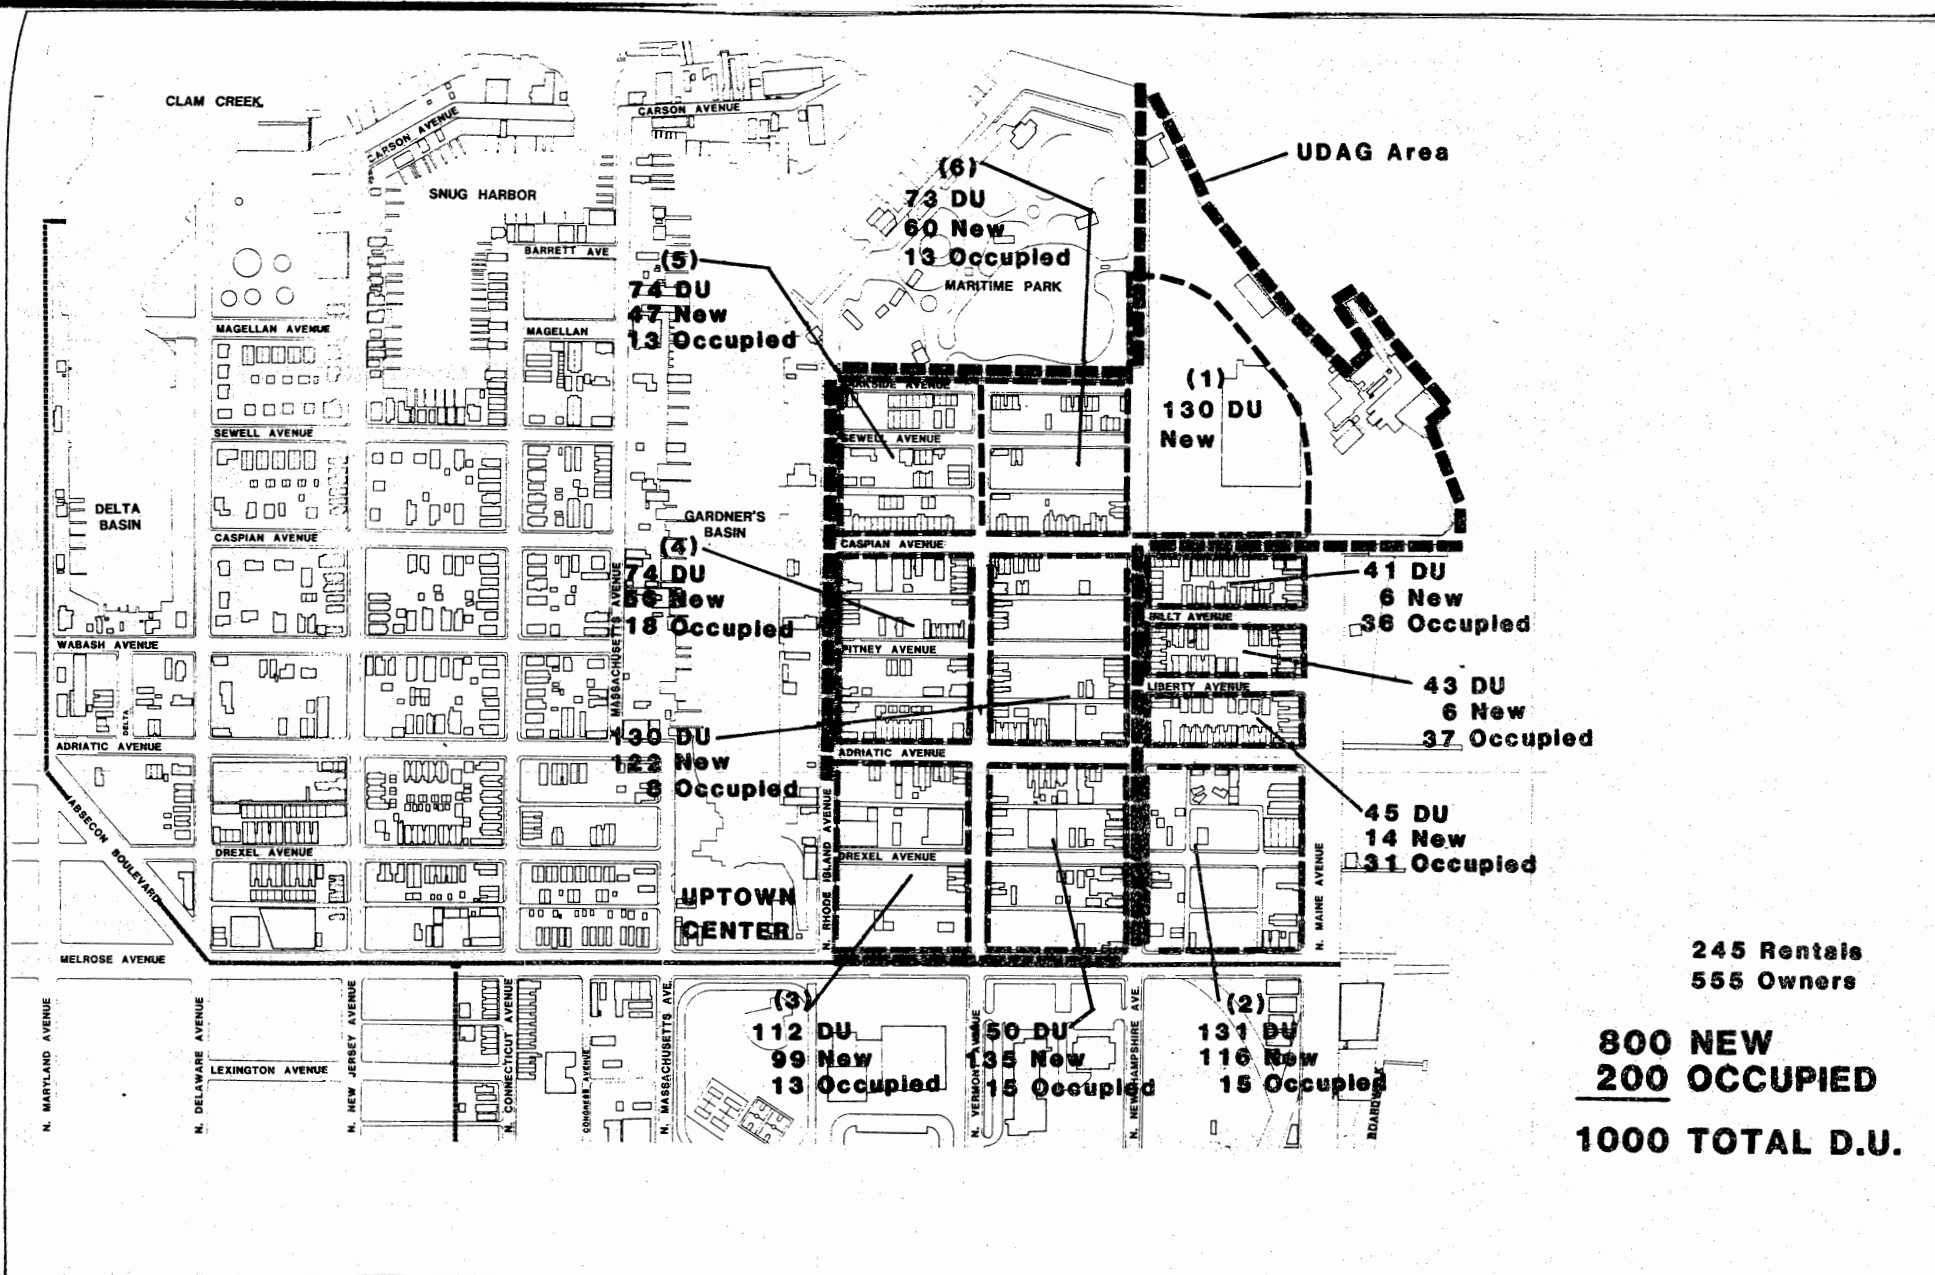 CLAM CREEK
CARSON AVENUE
CARSON AVENUE
SNUG HARBOR
BARRETT AVE
UDAG Area
(6)
73 DU
60 New
13 Occupied
MARITIME PARK
(5)
74 DU
47 New
13 Occupied
MAGELLAN AVENUE
MAGELLAN
(1)
130 DU
New
PARKSIDE AVENUE
SEWELL AVENUE
SEWELL AVENUE
DELTA
BASIN
GARDNER'S
BASIN
CASPIAN AVENUE
CASPIAN AVENUE
(4)
74 DU
New
18 Occupied
MASSACHUSETTS AVENUE
41 DU
6 New
36 Occupied
AVENUE
WABASH AVENUE
PITNEY AVENUE
LIBERTY AVENUE
43 DU
6 New
37 Occupied
DELTA
130 DU
New
8 Occupied
ADRIATIC AVENUE
ADRIATIC AVENUE
45 DU
14 New
31 Occupied
ABSECON BOULEVARD
DREXEL AVENUE
DREXEL AVENUE
N. RHODE ISLAND AVENUE
N. MAINE AVENUE
UPTOWN
CENTER
MELROSE AVENUE
245 Rentals
555 Owners
(3)
112 DU
99 New
13 Occupied
50 DU
135 New
15 Occupied
(2)
131 DU
116 New
15 Occupied
800 NEW
200 OCCUPIED
1000 TOTAL D.U.
LEXINGTON AVENUE
N. MARYLAND AVENUE
N. DELAWARE AVENUE
N. NEW JERSEY AVENUE
N. CONNECTICUT AVENUE
CONGRESS AVENUE
N. MASSACHUSETTS AVE.
N. VERMONT AVENUE
N. NEW HAMPSHIRE AVE.
BOARDWALK